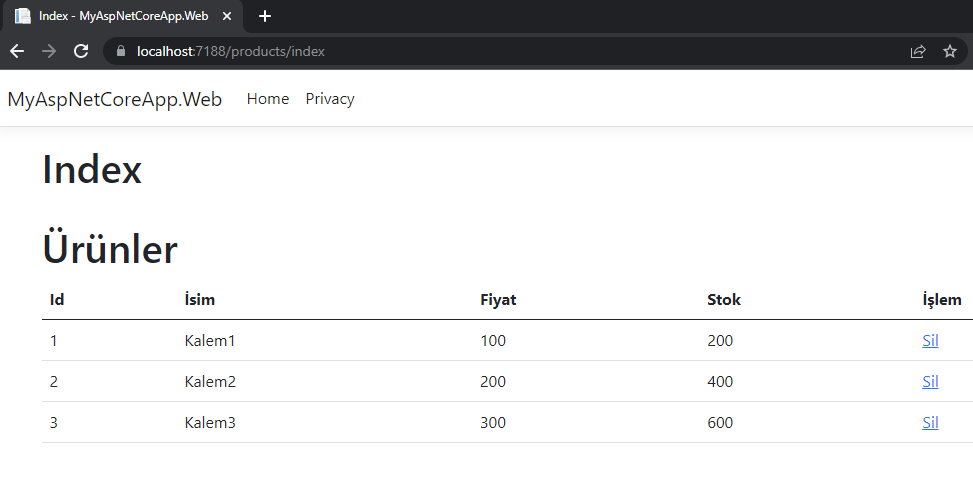 Index - MyAspNetCoreApp.Web
localhost:7188/products/index
MyAspNetCoreApp.Web Home Privacy
Index
Ürünler
Id İsim Fiyat Stok İşlem
1 Kalem1 100 200 Sil
2 Kalem2 200 400 Sil
3 Kalem3 300 600 Sil